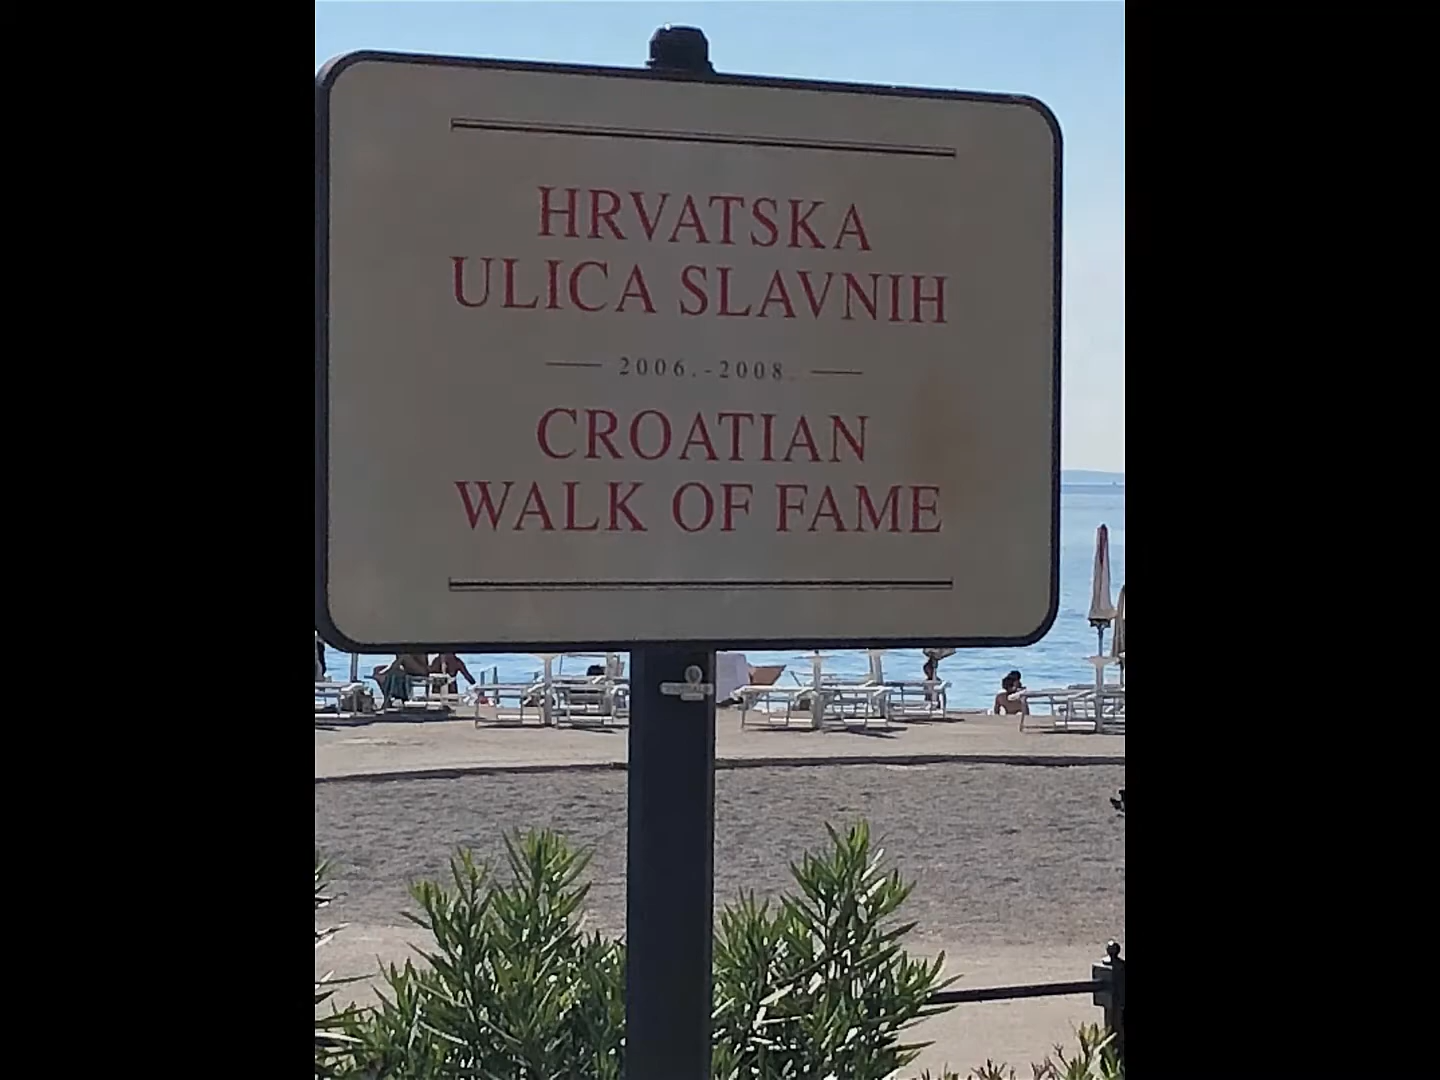 HRVATSKA
ULICA SLAVNIH
2006.-2008.
CROATIAN
WALK OF FAME